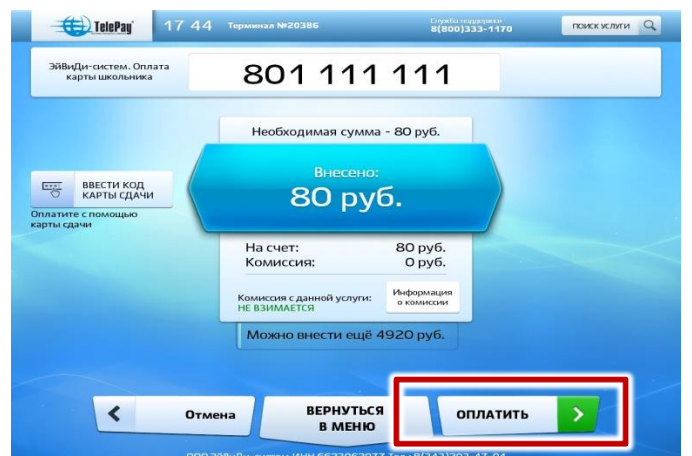 TelePay
17 44
Терминал №20386
Служба поддержки
8(800)333-1170
ПОИСК УСЛУГИ
ЭйВиДи-систем. Оплата
карты школьника
801 111 111
Необходимая сумма - 80 руб.
Внесено:
80 руб.
ВВЕСТИ КОД
КАРТЫ СДАЧИ
Оплатите с помощью
карты сдачи
На счет: 80 руб.
Комиссия: 0 руб.
Комиссия с данной услуги:
НЕ ВЗИМАЕТСЯ
Информация
о комиссии
Можно внести ещё 4920 руб.
Отмена
ВЕРНУТЬСЯ
В МЕНЮ
ОПЛАТИТЬ